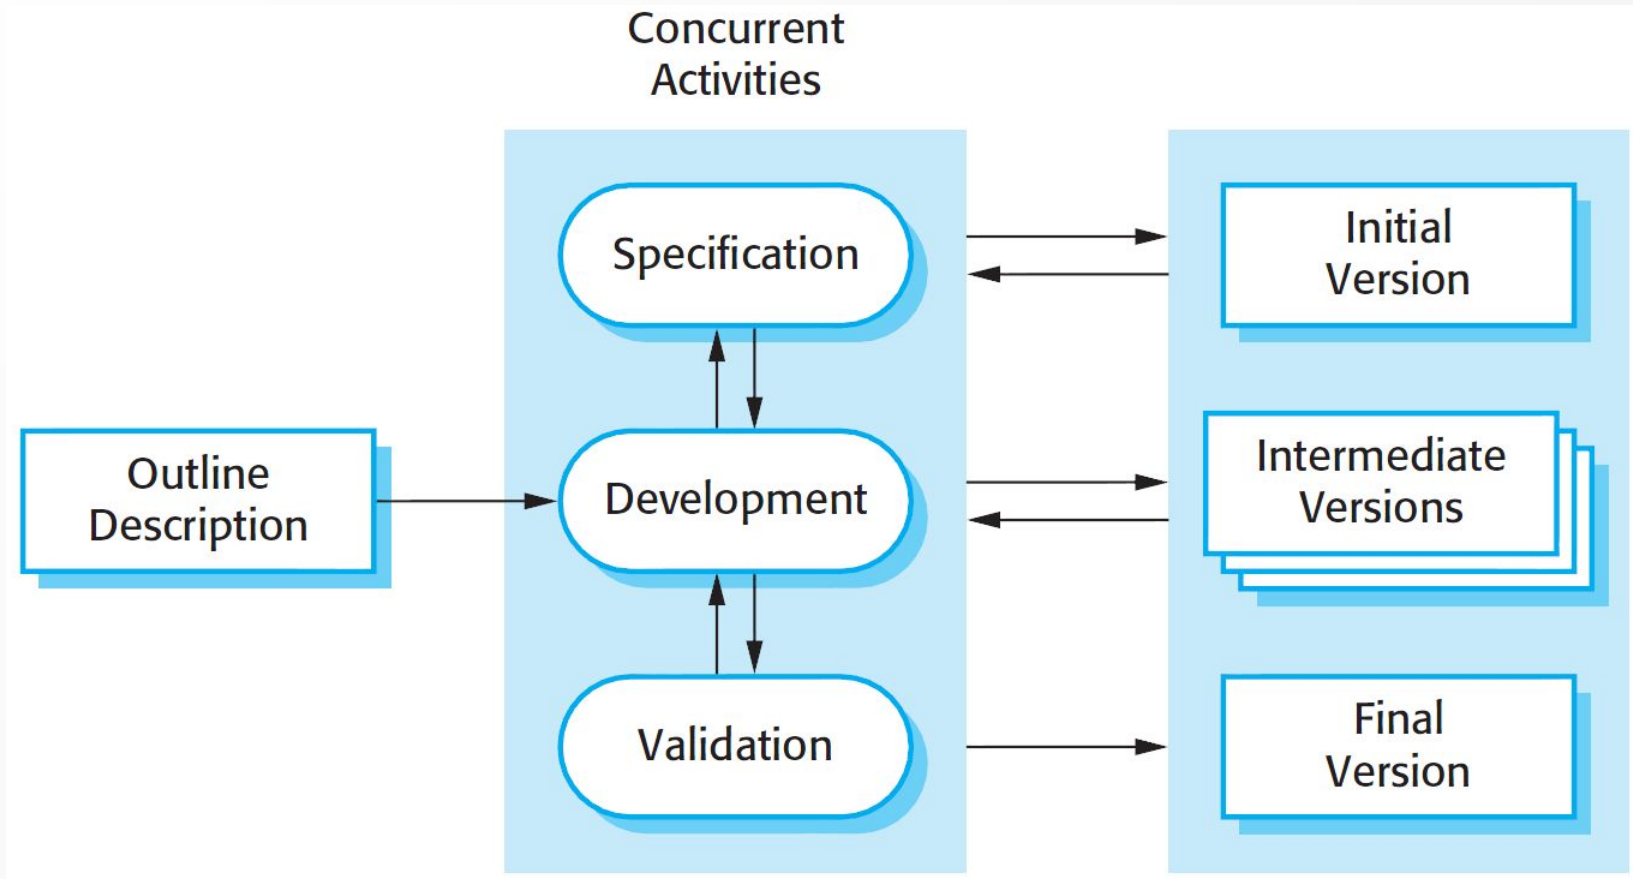 Concurrent
Activities
Specification
Initial
Version
Outline
Description
Development
Intermediate
Versions
Validation
Final
Version